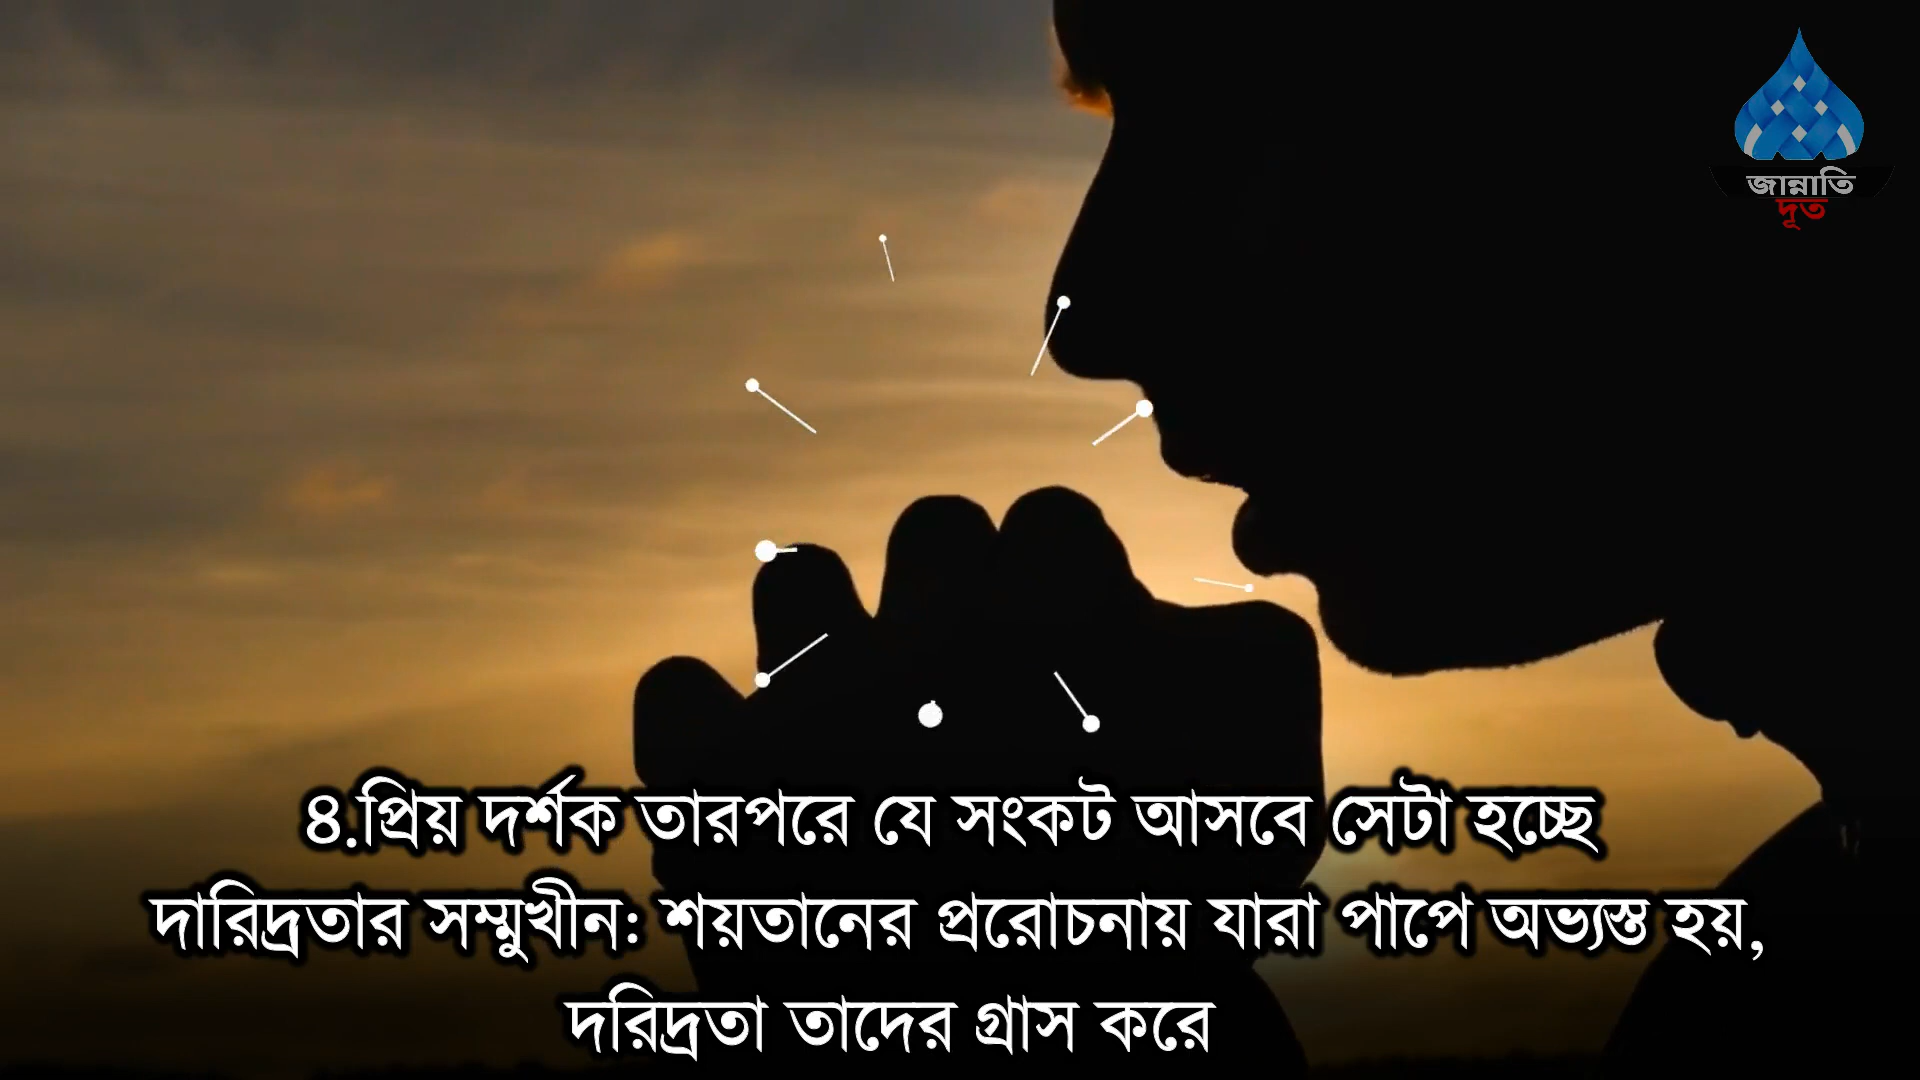 জান্নাতি
দূত
৪.প্রিয় দর্শক তারপরে যে সংকট আসবে সেটা হচ্ছে
দারিদ্রতার সম্মুখীন: শয়তানের প্ররোচনায় যারা পাপে অভ্যস্ত হয়,
দরিদ্রতা তাদের গ্রাস করে